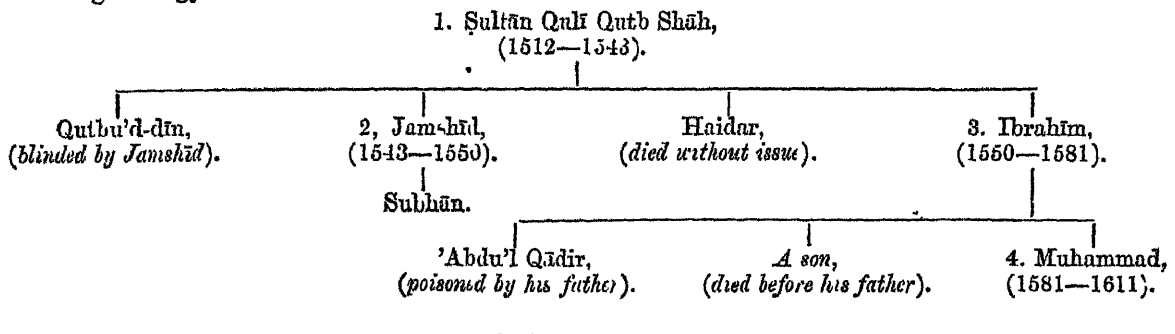 1. Ṣultān Qulī Qutb Shāh,
(1512—1543).
Qutbu'd-dīn,
(blinded by Jamshīd).
2, Jamshīd,
(1543—1550).
Haidar,
(died without issue).
3. Ibrahīm,
(1550—1581).
Subhān.
'Abdu'l Qādir,
(poisoned by his father).
A son,
(died before his father).
4. Muhammad,
(1581—1611).